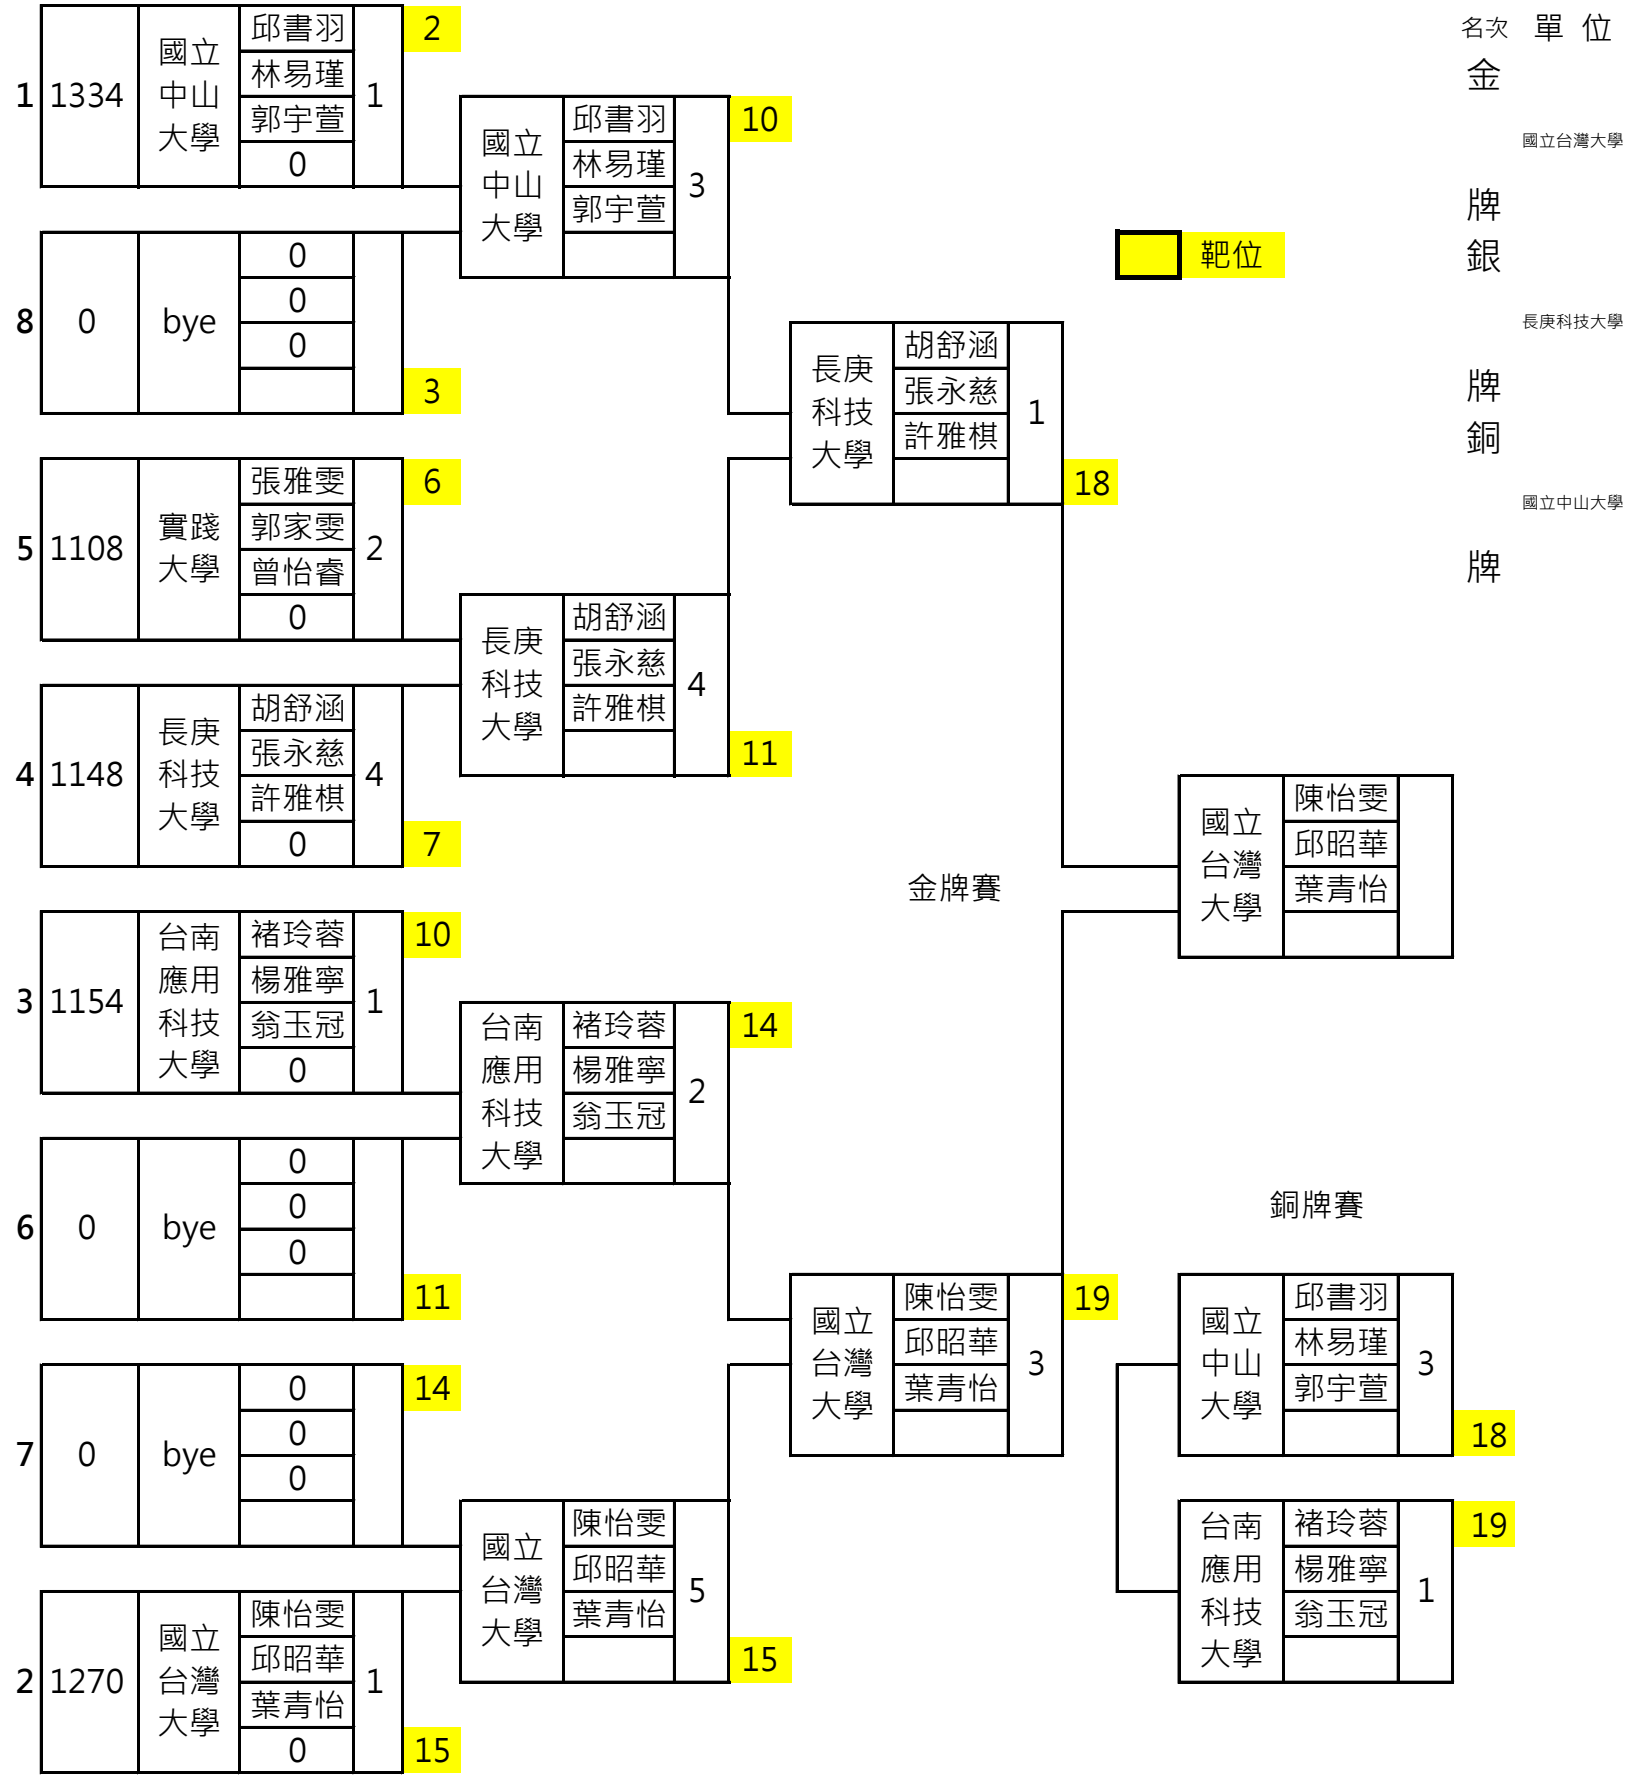 名次 單 位
金
國立台灣大學
牌
銀
長庚科技大學
牌
銅
國立中山大學
牌
靶位
1
1334
國立
中山
大學
邱書羽
林易瑾
郭宇萱
0
1
2
8
0
bye
0
0
0
3
5
1108
實踐
大學
張雅雯
郭家雯
曾怡睿
0
2
6
4
1148
長庚
科技
大學
胡舒涵
張永慈
許雅棋
0
4
7
3
1154
台南
應用
科技
大學
褚玲蓉
楊雅寧
翁玉冠
0
1
10
6
0
bye
0
0
0
11
7
0
bye
0
0
0
14
2
1270
國立
台灣
大學
陳怡雯
邱昭華
葉青怡
0
1
15
國立
中山
大學
邱書羽
林易瑾
郭宇萱
3
10
長庚
科技
大學
胡舒涵
張永慈
許雅棋
4
11
台南
應用
科技
大學
褚玲蓉
楊雅寧
翁玉冠
2
14
國立
台灣
大學
陳怡雯
邱昭華
葉青怡
5
15
長庚
科技
大學
胡舒涵
張永慈
許雅棋
1
18
金牌賽
國立
台灣
大學
陳怡雯
邱昭華
葉青怡
3
19
國立
台灣
大學
陳怡雯
邱昭華
葉青怡
銅牌賽
國立
中山
大學
邱書羽
林易瑾
郭宇萱
3
18
台南
應用
科技
大學
褚玲蓉
楊雅寧
翁玉冠
1
19